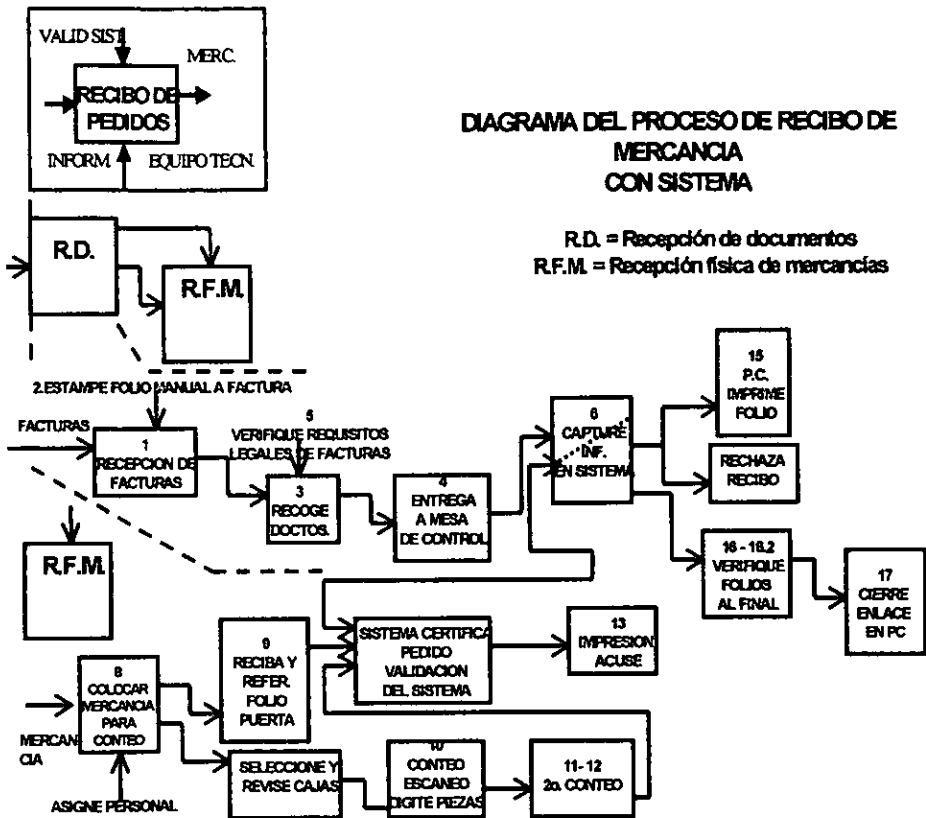 VALID SIST.
MERC.
RECIBO DE
PEDIDOS
INFORM.
EQUIPO TECN.
DIAGRAMA DEL PROCESO DE RECIBO DE
MERCANCIA
CON SISTEMA
R.D. = Recepción de documentos
R.F.M. = Recepción física de mercancías
R.D.
R.F.M.
2.ESTAMPE FOLIO MANUAL A FACTURA
FACTURAS
1
RECEPCION DE
FACTURAS
5
VERIFIQUE REQUISITOS
LEGALES DE FACTURAS
3
RECOGE
DOCTOS.
4
ENTREGA
A MESA
DE CONTROL
6
CAPTURE
INF.
EN SISTEMA
15
P.C.
IMPRIME
FOLIO
RECHAZA
RECIBO
16 - 16.2
VERIFIQUE
FOLIOS
AL FINAL
17
CIERRE
ENLACE
EN PC
R.F.M.
MERCAN-
CIA
8
COLOCAR
MERCANCIA
PARA
CONTEO
ASIGNE PERSONAL
9
RECIBA Y
REFER.
FOLIO
PUERTA
SISTEMA CERTIFICA
PEDIDO
VALIDACION
DEL SISTEMA
13
IMPRESION
ACUSE
SELECCIONE Y
REVISE CAJAS
10
CONTEO
ESCANEO
DIGITE PIEZAS
11- 12
2o. CONTEO